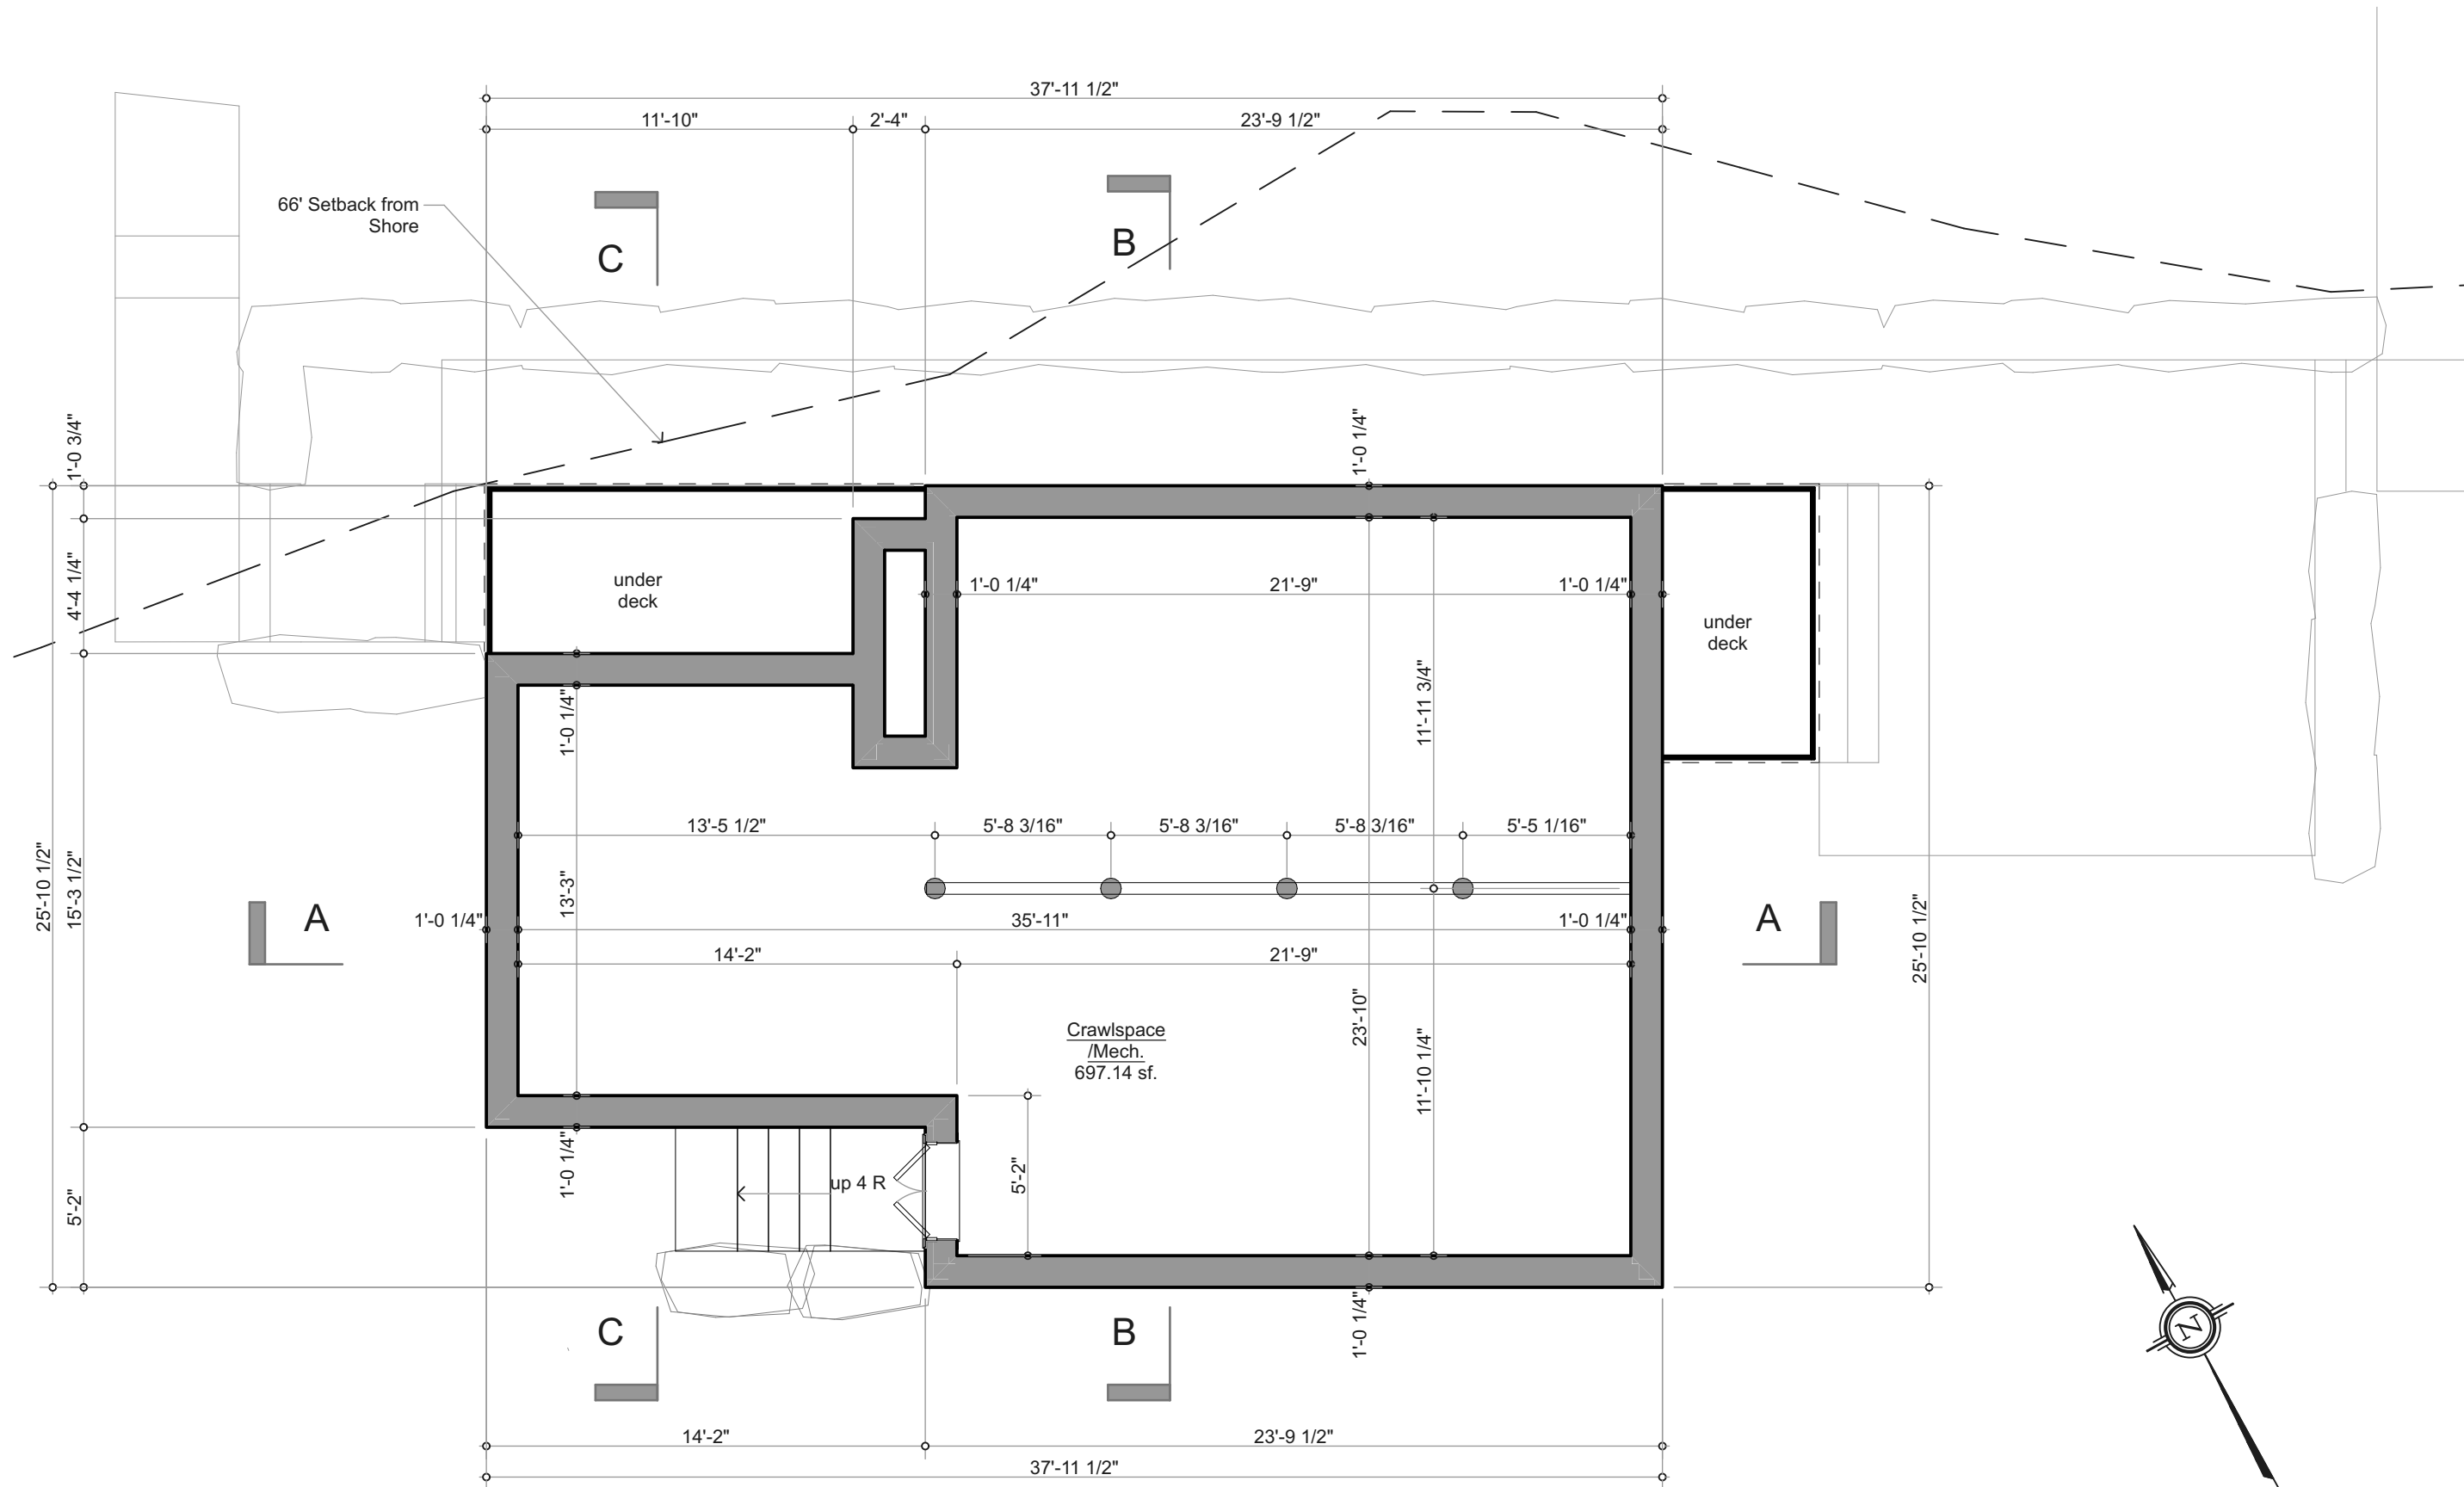 37'-11 1/2"
11'-10"
2'-4"
23'-9 1/2"
66' Setback from
Shore
C
B
1'-0 3/4"
1'-0 1/4"
4'-4 1/4"
under
deck
1'-0 1/4"
21'-9"
1'-0 1/4"
under
deck
1'-0 1/4"
11'-11 3/4"
13'-5 1/2"
5'-8 3/16"
5'-8 3/16"
5'-8 3/16"
5'-5 1/16"
25'-10 1/2"
15'-3 1/2"
13'-3"
A
1'-0 1/4"
35'-11"
1'-0 1/4"
A
25'-10 1/2"
14'-2"
21'-9"
23'-10"
11'-10 1/4"
Crawlspace
/Mech.
697.14 sf.
5'-2"
1'-0 1/4"
up 4 R
5'-2"
C
B
1'-0 1/4"
N
14'-2"
23'-9 1/2"
37'-11 1/2"